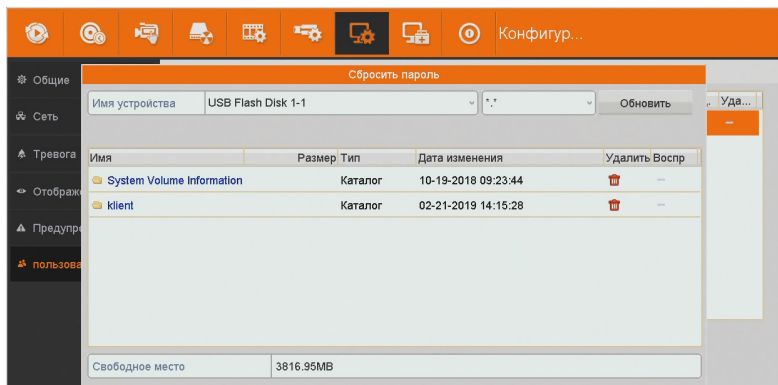 Конфигур...
Сбросить пароль
Общие
Имя устройства USB Flash Disk 1-1 *.* Обновить
Уда...
Сеть
Тревога
Имя Размер Тип Дата изменения Удалить Воспр
System Volume Information Каталог 10-19-2018 09:23:44
Отображ
klient Каталог 02-21-2019 14:15:28
Предупр
пользова
Свободное место 3816.95MB